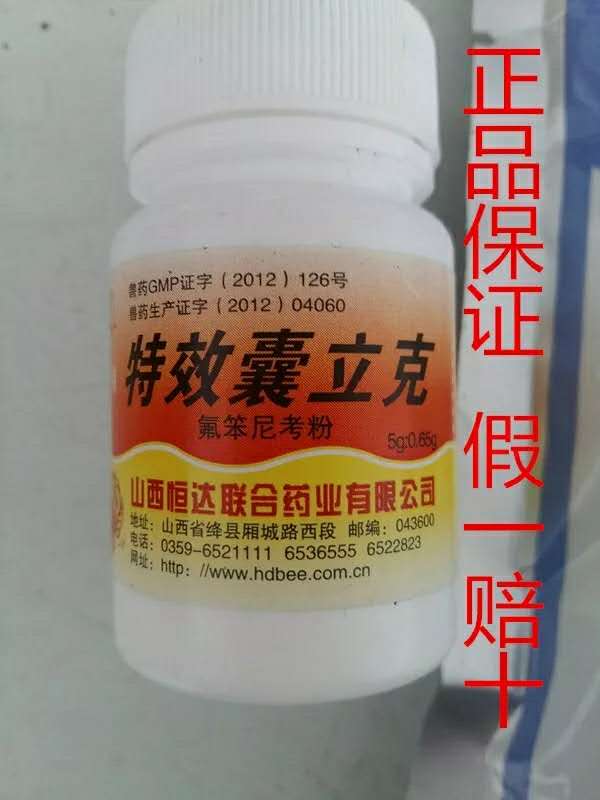 兽药GMP证字（2012）126号
兽药生产证字（2012）04060
特效囊立克
氟苯尼考粉
5g:0.65g
山西恒达联合药业有限公司
地址：山西省绛县厢城路西段 邮编：043600
电话：0359-6521111 6536555 6522823
网址：http：//www.hdbee.com.cn
正品保证 假一赔十